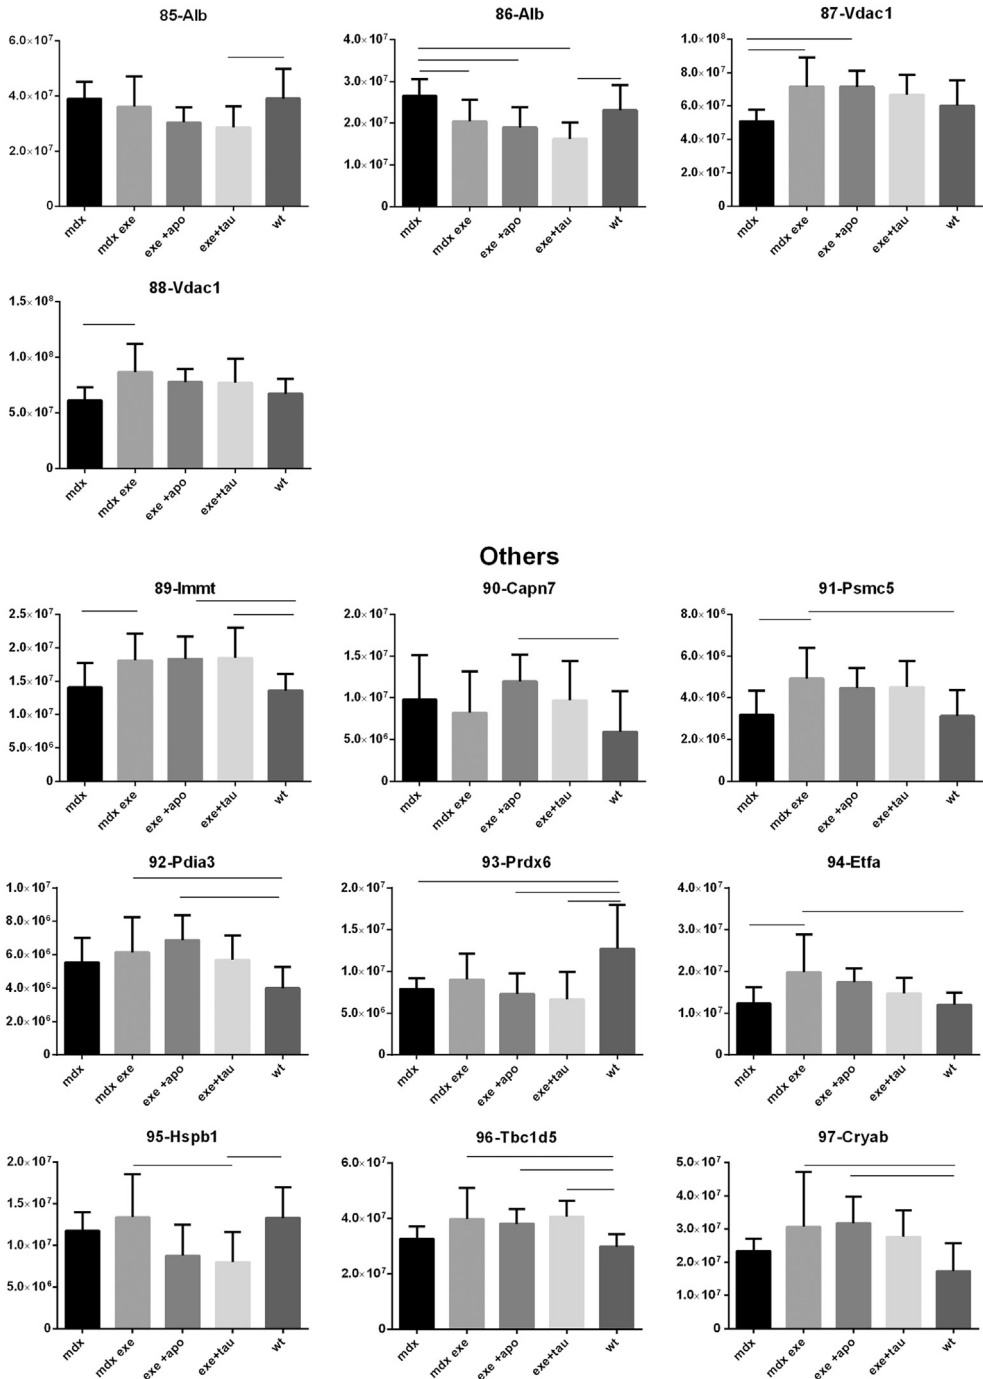 85-Alb
6.0×10⁷
4.0×10⁷
2.0×10⁷
0
mdx
mdx exe
exe +apo
exe+tau
wt
86-Alb
4.0×10⁷
3.0×10⁷
2.0×10⁷
1.0×10⁷
0
mdx
mdx exe
exe +apo
exe+tau
wt
87-Vdac1
1.0×10⁸
8.0×10⁷
6.0×10⁷
4.0×10⁷
2.0×10⁷
0
mdx
mdx exe
exe +apo
exe+tau
wt
88-Vdac1
1.5×10⁸
1.0×10⁸
5.0×10⁷
0
mdx
mdx exe
exe +apo
exe+tau
wt
Others
89-Immt
2.5×10⁷
2.0×10⁷
1.5×10⁷
1.0×10⁷
5.0×10⁶
0
mdx
mdx exe
exe +apo
exe+tau
wt
90-Capn7
2.0×10⁷
1.5×10⁷
1.0×10⁷
5.0×10⁶
0
mdx
mdx exe
exe +apo
exe+tau
wt
91-Psmc5
8.0×10⁶
6.0×10⁶
4.0×10⁶
2.0×10⁶
0
mdx
mdx exe
exe +apo
exe+tau
wt
92-Pdia3
1.0×10⁷
8.0×10⁶
6.0×10⁶
4.0×10⁶
2.0×10⁶
0
mdx
mdx exe
exe +apo
exe+tau
wt
93-Prdx6
2.0×10⁷
1.5×10⁷
1.0×10⁷
5.0×10⁶
0
mdx
mdx exe
exe +apo
exe+tau
wt
94-Etfa
4.0×10⁷
3.0×10⁷
2.0×10⁷
1.0×10⁷
0
mdx
mdx exe
exe +apo
exe+tau
wt
95-Hspb1
2.0×10⁷
1.5×10⁷
1.0×10⁷
5.0×10⁶
0
mdx
mdx exe
exe +apo
exe+tau
wt
96-Tbc1d5
6.0×10⁷
4.0×10⁷
2.0×10⁷
0
mdx
mdx exe
exe +apo
exe+tau
wt
97-Cryab
5.0×10⁷
4.0×10⁷
3.0×10⁷
2.0×10⁷
1.0×10⁷
0
mdx
mdx exe
exe +apo
exe+tau
wt